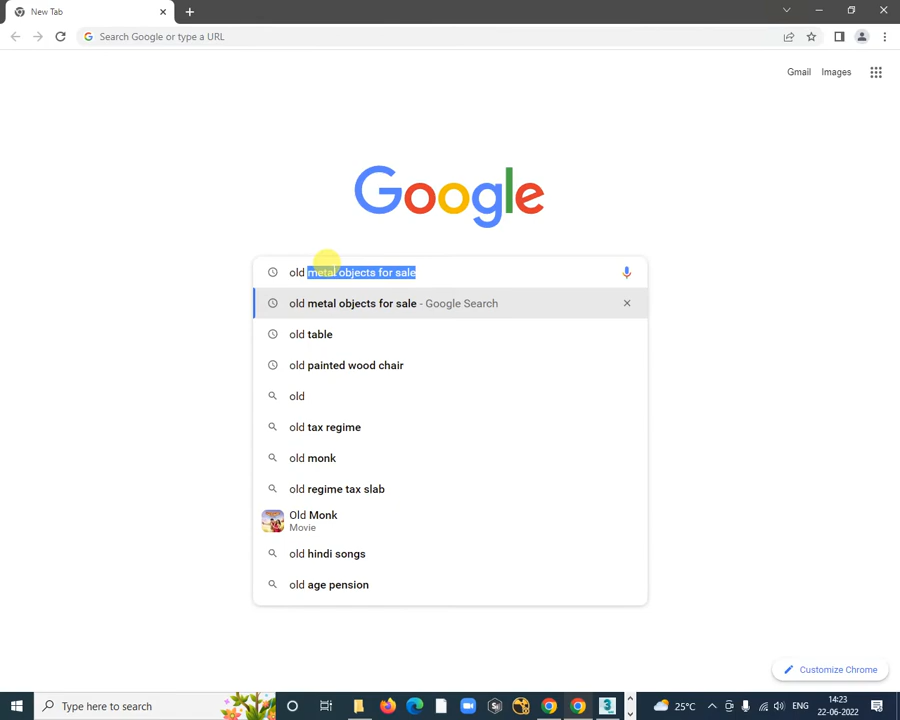 New Tab
Search Google or type a URL
Gmail Images
Google
old metal objects for sale
old metal objects for sale - Google Search
old table
old painted wood chair
old
old tax regime
old monk
old regime tax slab
Old Monk
Movie
old hindi songs
old age pension
Customize Chrome
Type here to search
25°C
ENG
14:23
22-06-2022